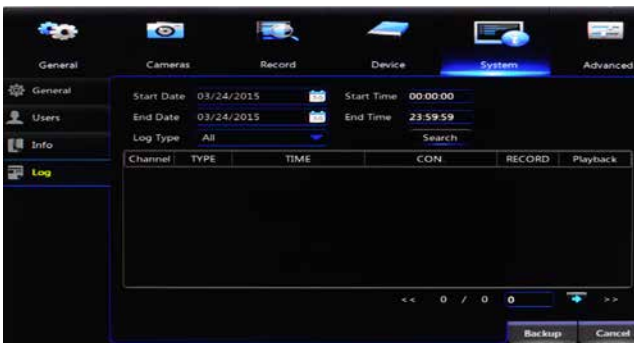 General Cameras Record Device System Advanced
General
Users
Info
Log
Start Date 03/24/2015 Start Time 00:00:00
End Date 03/24/2015 End Time 23:59:59
Log Type All Search
Channel TYPE TIME CON RECORD Playback
<< 0 / 0 0 >>
Backup Cancel